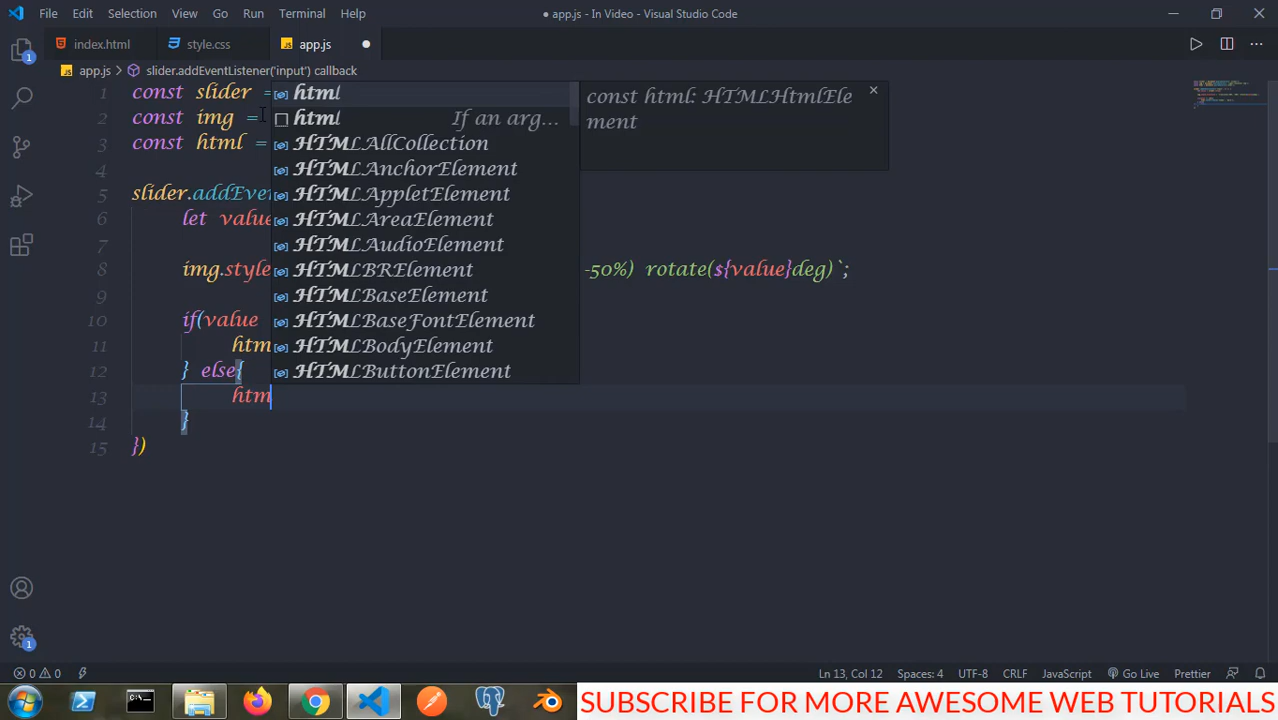 File Edit Selection View Go Run Terminal Help
● app.js - In Video - Visual Studio Code
index.html style.css JS app.js ●
JS app.js > slider.addEventListener('input') callback
1 const slider =
2 const img =
3 const html =
4
5 slider.addEve
6 let value
7
8 img.style -50%) rotate(${value}deg)`;
9
10 if(value
11 htm
12 } else{
13 htm
14 }
15 })
html
html If an arg...
HTMLAllCollection
HTMLAnchorElement
HTMLAppletElement
HTMLAreaElement
HTMLAudioElement
HTMLBRElement
HTMLBaseElement
HTMLBaseFontElement
HTMLBodyElement
HTMLButtonElement
const html: HTMLHtmlEle
ment
1
1
0 0
Ln 13, Col 12 Spaces: 4 UTF-8 CRLF JavaScript Go Live Prettier
SUBSCRIBE FOR MORE AWESOME WEB TUTORIALS